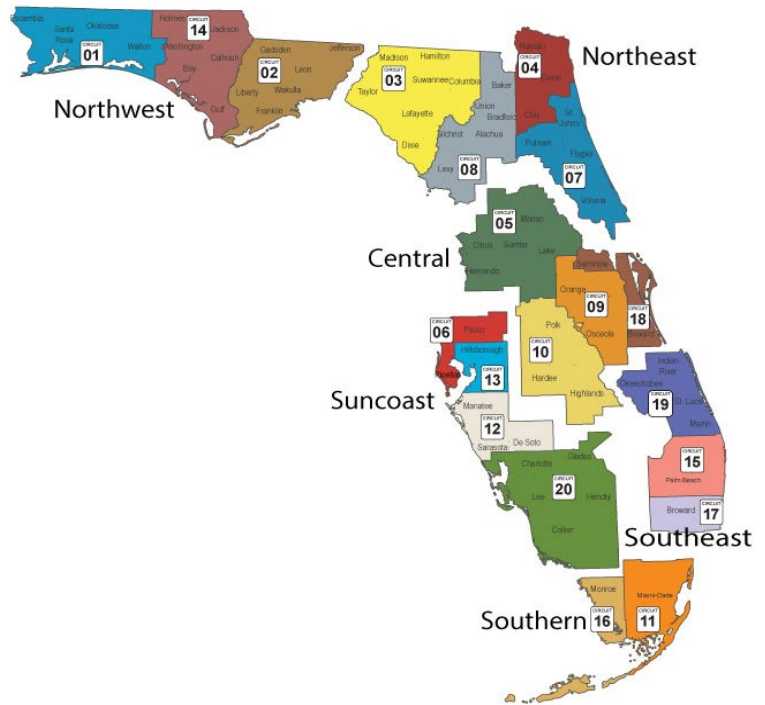 Escambia
Santa
Rosa
Okaloosa
Walton
CIRCUIT
01
Holmes
Jackson
Washington
Calhoun
Bay
Gulf
CIRCUIT
14
Northwest
Gadsden
Jefferson
Leon
Liberty
Wakulla
Franklin
CIRCUIT
02
Madison
Hamilton
Suwannee
Columbia
Taylor
Lafayette
Dixie
CIRCUIT
03
Baker
Union
Bradford
Gilchrist
Alachua
Levy
CIRCUIT
08
Northeast
Nassau
Duval
Clay
CIRCUIT
04
St.
Johns
Putnam
Flagler
Volusia
CIRCUIT
07
Central
Marion
Citrus
Sumter
Lake
Hernando
CIRCUIT
05
Seminole
Orange
Osceola
CIRCUIT
09
Brevard
CIRCUIT
18
Polk
Hardee
Highlands
CIRCUIT
10
Suncoast
CIRCUIT
06
Pasco
Pinellas
Hillsborough
CIRCUIT
13
Manatee
Sarasota
De Soto
CIRCUIT
12
Charlotte
Glades
Lee
Hendry
Collier
CIRCUIT
20
Indian
River
Okeechobee
St. Lucie
Martin
CIRCUIT
19
CIRCUIT
15
Palm Beach
Broward
CIRCUIT
17
Southeast
Southern
Monroe
CIRCUIT
16
Miami-Dade
CIRCUIT
11